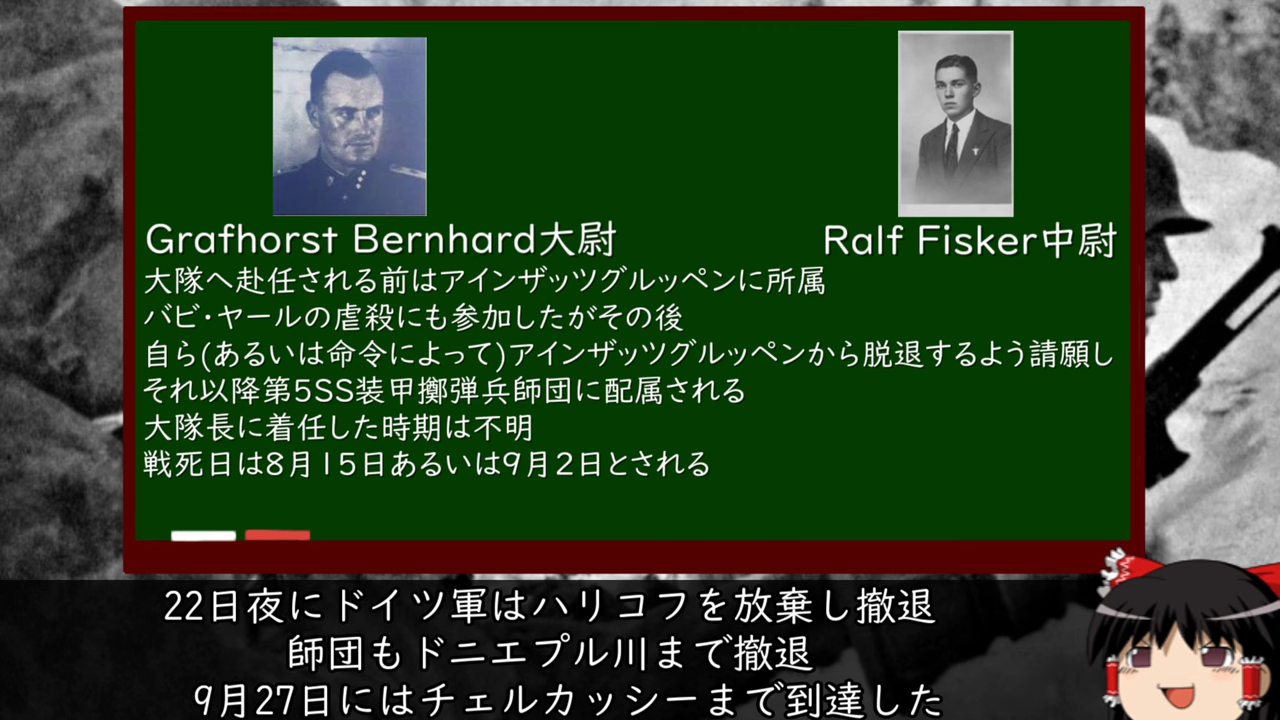 Grafhorst Bernhard大尉
Ralf Fisker中尉
大隊へ赴任される前はアインザッツグルッペンに所属
バビ・ヤールの虐殺にも参加したがその後
自ら(あるいは命令によって)アインザッツグルッペンから脱退するよう請願し
それ以降第5SS装甲擲弾兵師団に配属される
大隊長に着任した時期は不明
戦死日は8月15日あるいは9月2日とされる
22日夜にドイツ軍はハリコフを放棄し撤退
師団もドニエプル川まで撤退
9月27日にはチェルカッシーまで到達した